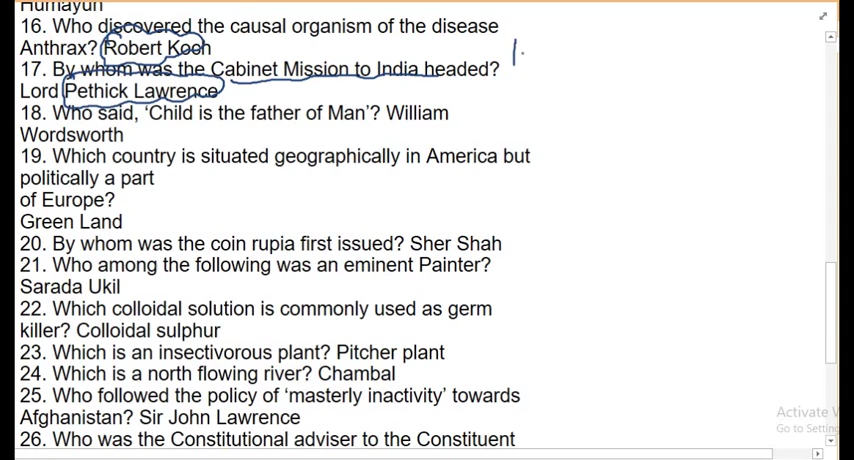 Humayun
16. Who discovered the causal organism of the disease
Anthrax? Robert Kooh
17. By whom was the Cabinet Mission to India headed?
Lord Pethick Lawrence
18. Who said, ‘Child is the father of Man’? William
Wordsworth
19. Which country is situated geographically in America but
politically a part
of Europe?
Green Land
20. By whom was the coin rupia first issued? Sher Shah
21. Who among the following was an eminent Painter?
Sarada Ukil
22. Which colloidal solution is commonly used as germ
killer? Colloidal sulphur
23. Which is an insectivorous plant? Pitcher plant
24. Which is a north flowing river? Chambal
25. Who followed the policy of ‘masterly inactivity’ towards
Afghanistan? Sir John Lawrence
26. Who was the Constitutional adviser to the Constituent
Activate
Go to Setting